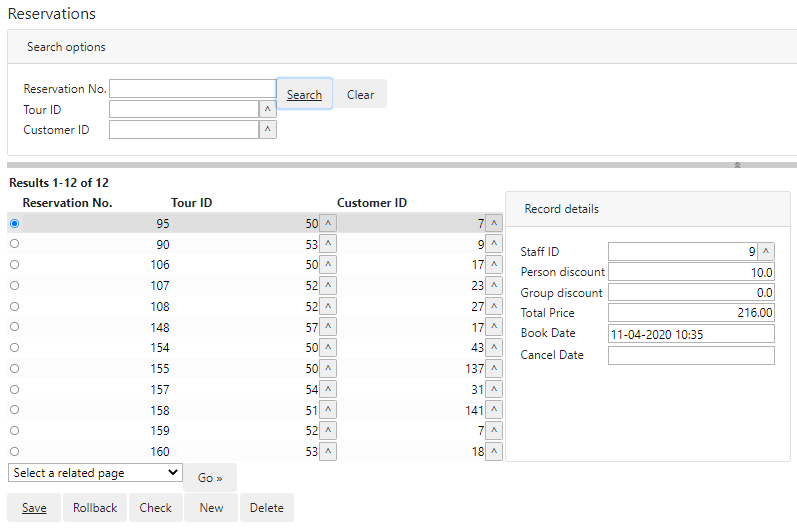 Reservations
Search options
Reservation No.
Search
Clear
Tour ID
^
Customer ID
^
Results 1-12 of 12
Reservation No. Tour ID Customer ID
95 50 ^ 7 ^
90 53 ^ 9 ^
106 50 ^ 17 ^
107 52 ^ 23 ^
108 52 ^ 27 ^
148 57 ^ 17 ^
154 50 ^ 43 ^
155 50 ^ 137 ^
157 54 ^ 31 ^
158 51 ^ 141 ^
159 52 ^ 7 ^
160 53 ^ 18 ^
Record details
Staff ID 9 ^
Person discount 10.0
Group discount 0.0
Total Price 216.00
Book Date 11-04-2020 10:35
Cancel Date
Select a related page Go »
Save Rollback Check New Delete